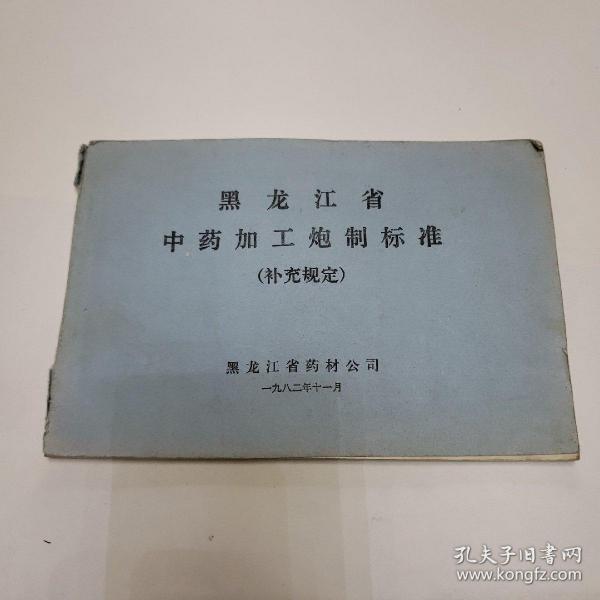 黑龙江省
中药加工炮制标准
(补充规定)
黑龙江省药材公司
一九八二年十一月
孔夫子旧书网
www.kongfz.com